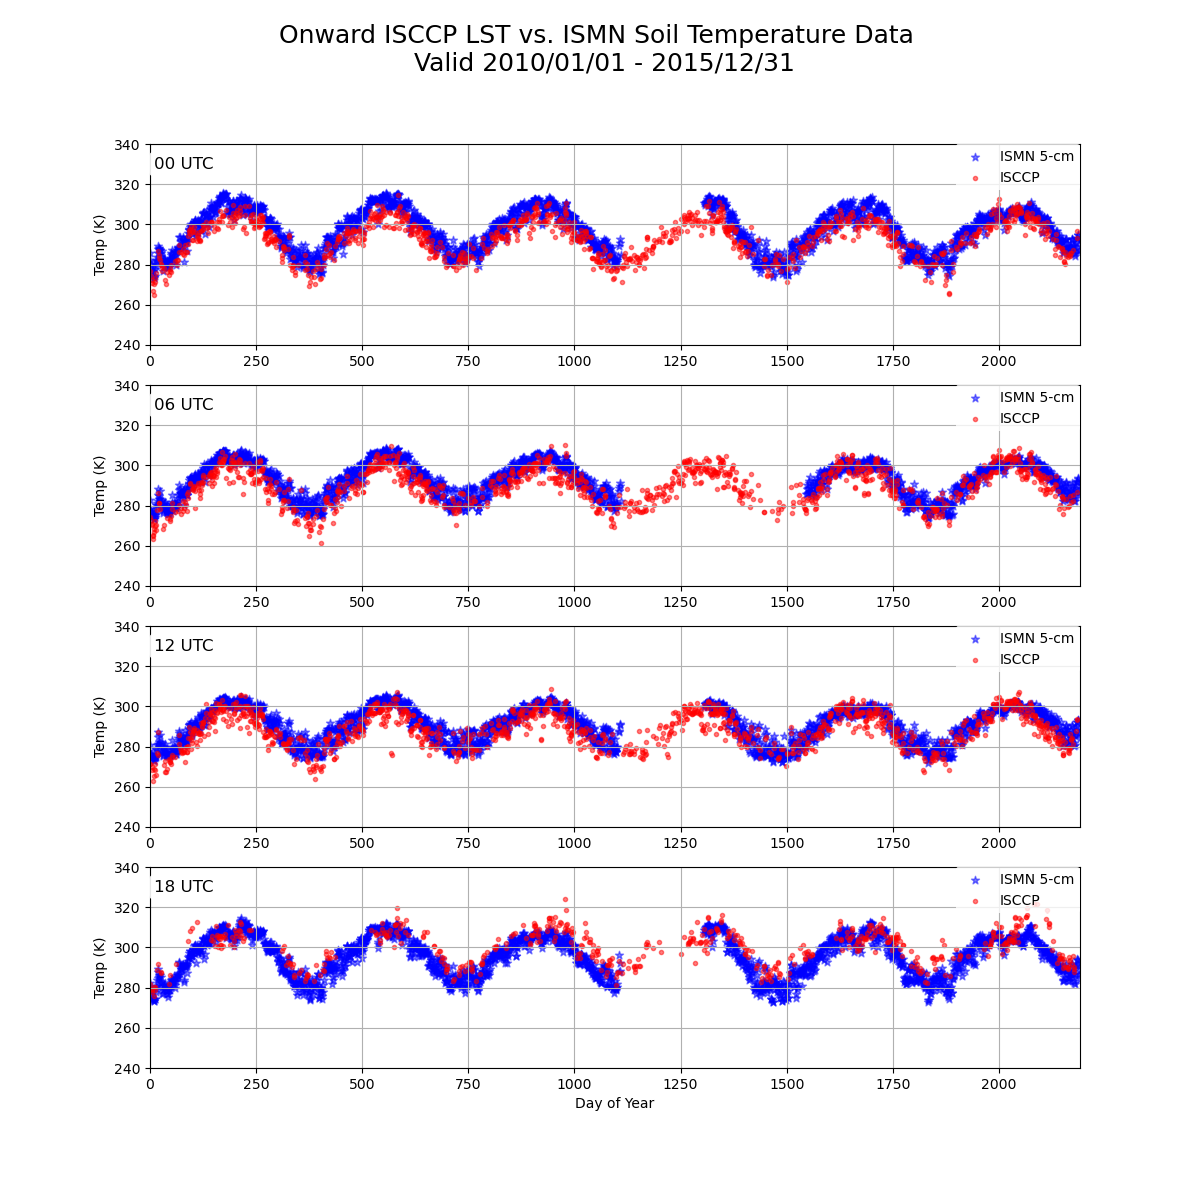 Onward ISCCP LST vs. ISMN Soil Temperature Data
Valid 2010/01/01 - 2015/12/31
340
320
300
280
260
240
Temp (K)
00 UTC
ISMN 5-cm
ISCCP
0 250 500 750 1000 1250 1500 1750 2000
340
320
300
280
260
240
Temp (K)
06 UTC
ISMN 5-cm
ISCCP
0 250 500 750 1000 1250 1500 1750 2000
340
320
300
280
260
240
Temp (K)
12 UTC
ISMN 5-cm
ISCCP
0 250 500 750 1000 1250 1500 1750 2000
340
320
300
280
260
240
Temp (K)
18 UTC
ISMN 5-cm
ISCCP
0 250 500 750 1000 1250 1500 1750 2000
Day of Year